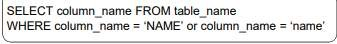 SELECT column_name FROM table_name
WHERE column_name = ‘NAME’ or column_name = ‘name’